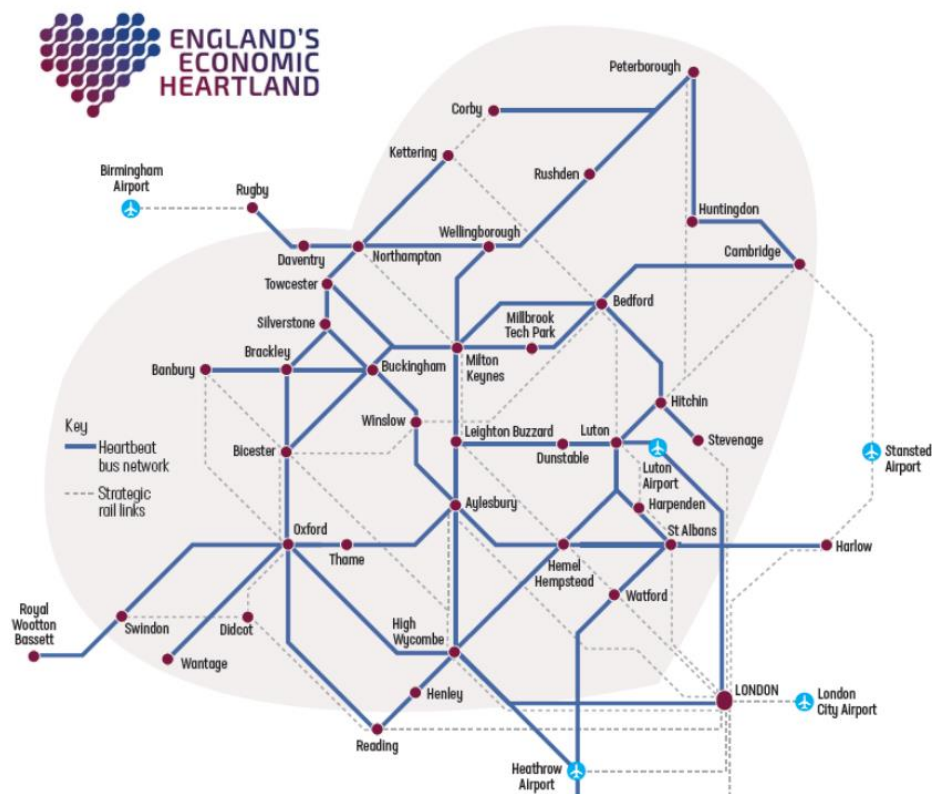 ENGLAND'S
ECONOMIC
HEARTLAND
Peterborough
Corby
Kettering
Rushden
Birmingham
Airport
Rugby
Huntingdon
Wellingborough
Daventry
Northampton
Cambridge
Towcester
Bedford
Silverstone
Millbrook
Tech Park
Brackley
Banbury
Buckingham
Milton
Keynes
Hitchin
Key
Heartbeat
bus network
Strategic
rail links
Winslow
Leighton Buzzard
Luton
Stevenage
Bicester
Dunstable
Luton
Airport
Stansted
Airport
Aylesbury
Harpenden
Oxford
St Albans
Thame
Hemel
Hempstead
Harlow
Watford
Royal
Wootton
Bassett
Swindon
Didcot
High
Wycombe
Wantage
Henley
LONDON
London
City Airport
Reading
Heathrow
Airport